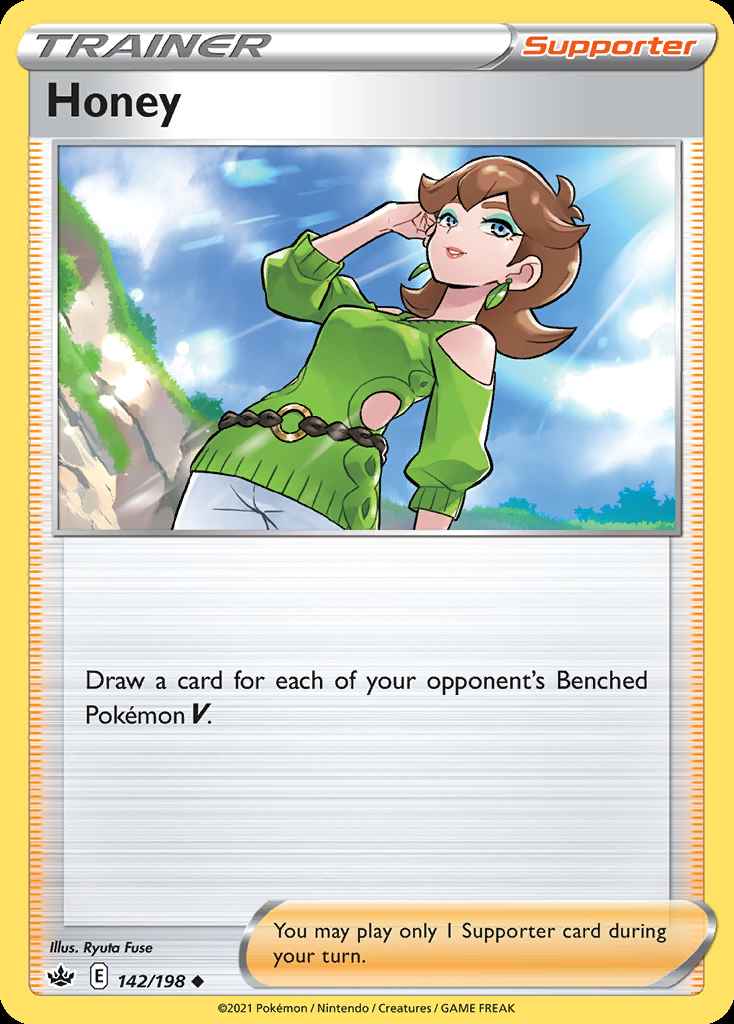 TRAINER Supporter
Honey
Draw a card for each of your opponent's Benched
Pokémon V.
You may play only 1 Supporter card during
your turn.
Illus. Ryuta Fuse
E 142/198
©2021 Pokémon / Nintendo / Creatures / GAME FREAK